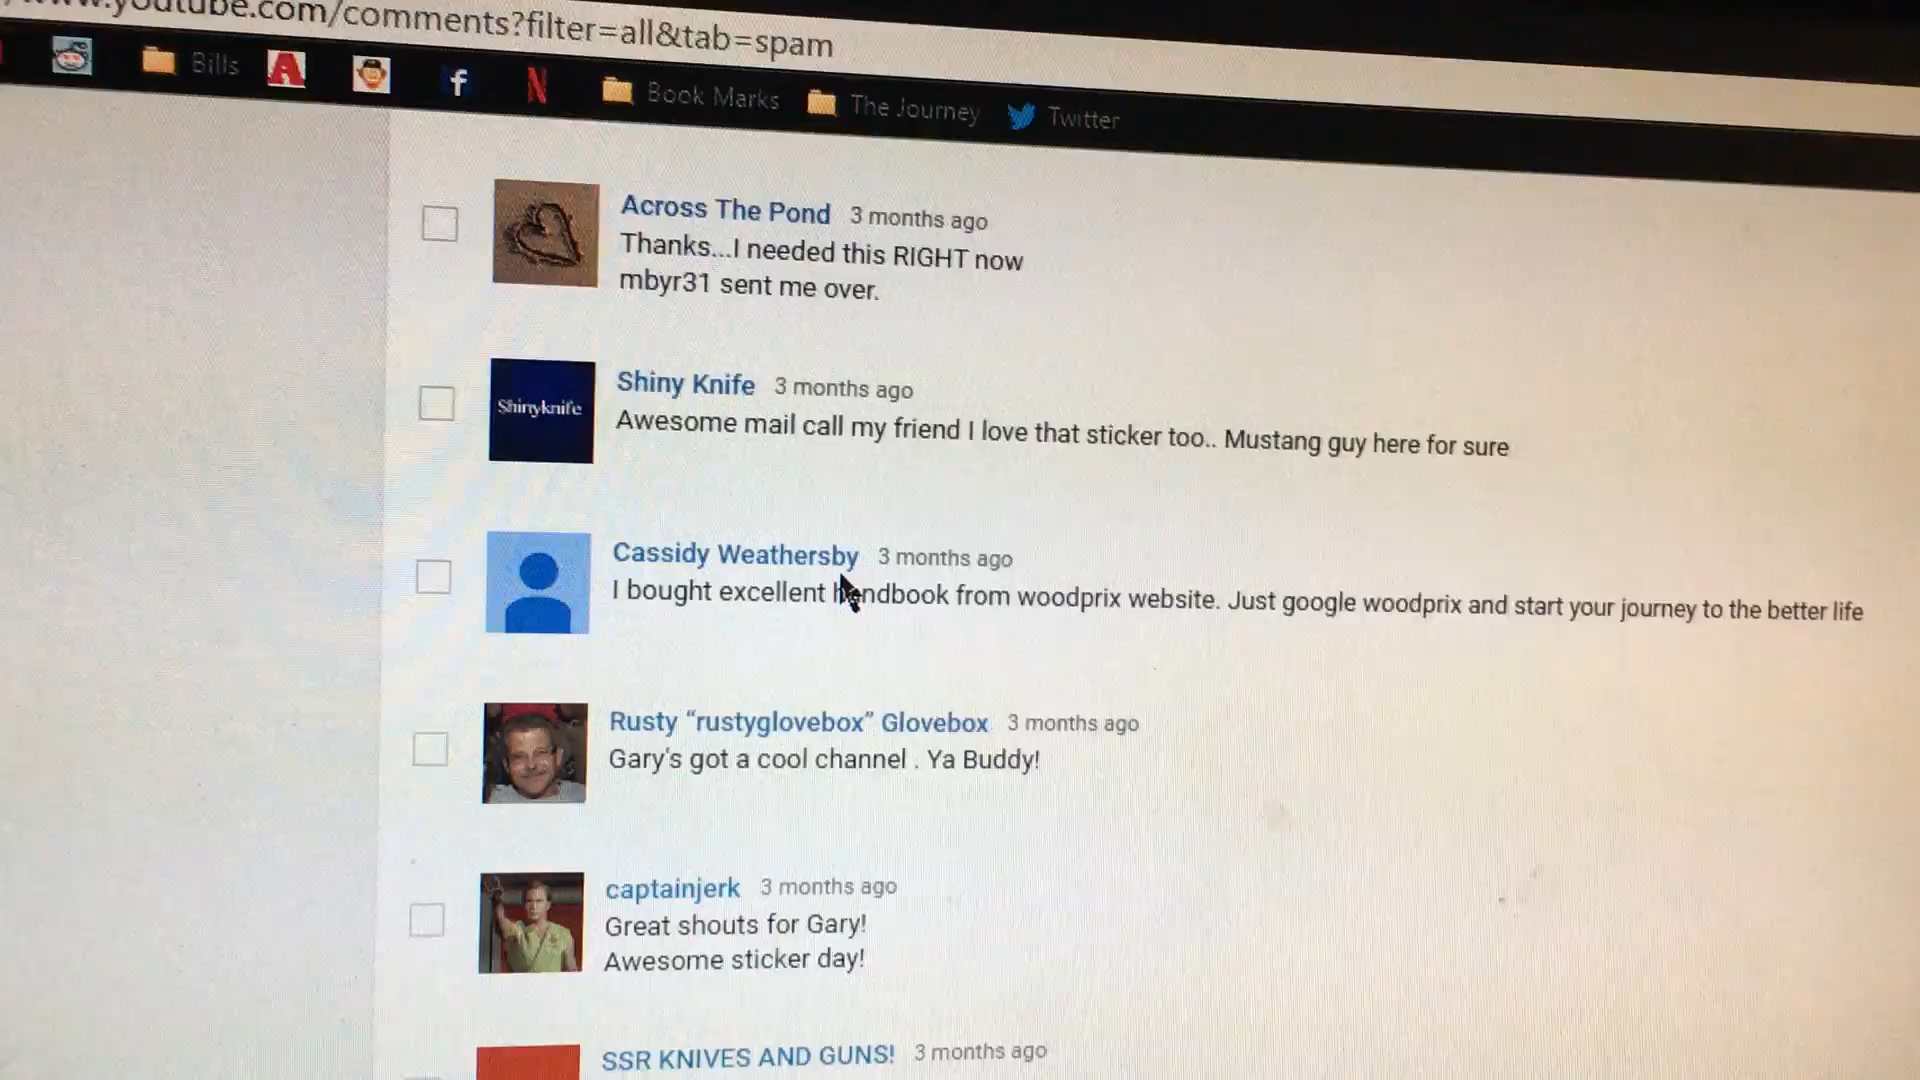 www.youtube.com/comments?filter=all&tab=spam
Bills
A
f
N
Book Marks
The Journey
Twitter
Across The Pond 3 months ago
Thanks...I needed this RIGHT now
mbyr31 sent me over.
Shinyknife
Shiny Knife 3 months ago
Awesome mail call my friend I love that sticker too.. Mustang guy here for sure
Cassidy Weathersby 3 months ago
I bought excellent handbook from woodprix website. Just google woodprix and start your journey to the better life
Rusty “rustyglovebox” Glovebox 3 months ago
Gary's got a cool channel . Ya Buddy!
captainjerk 3 months ago
Great shouts for Gary!
Awesome sticker day!
SSR KNIVES AND GUNS! 3 months ago